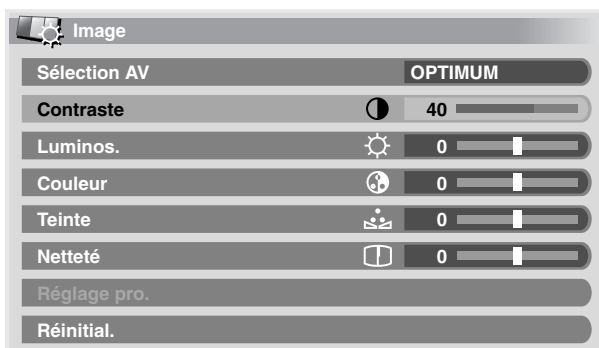 Image
Sélection AV OPTIMUM
Contraste 40
Luminos. 0
Couleur 0
Teinte 0
Netteté 0
Réglage pro.
Réinitial.